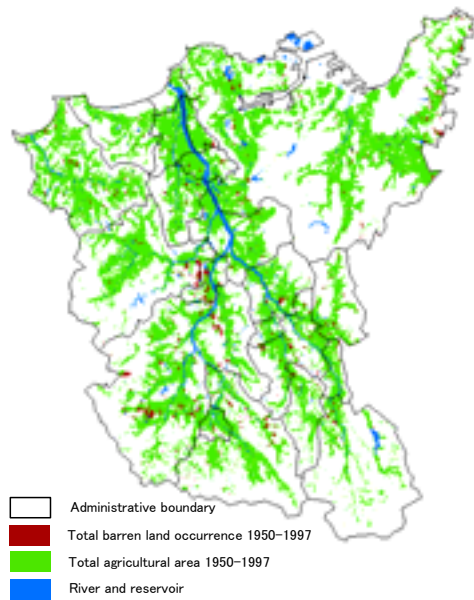 Administrative boundary
Total barren land occurrence 1950-1997
Total agricultural area 1950-1997
River and reservoir